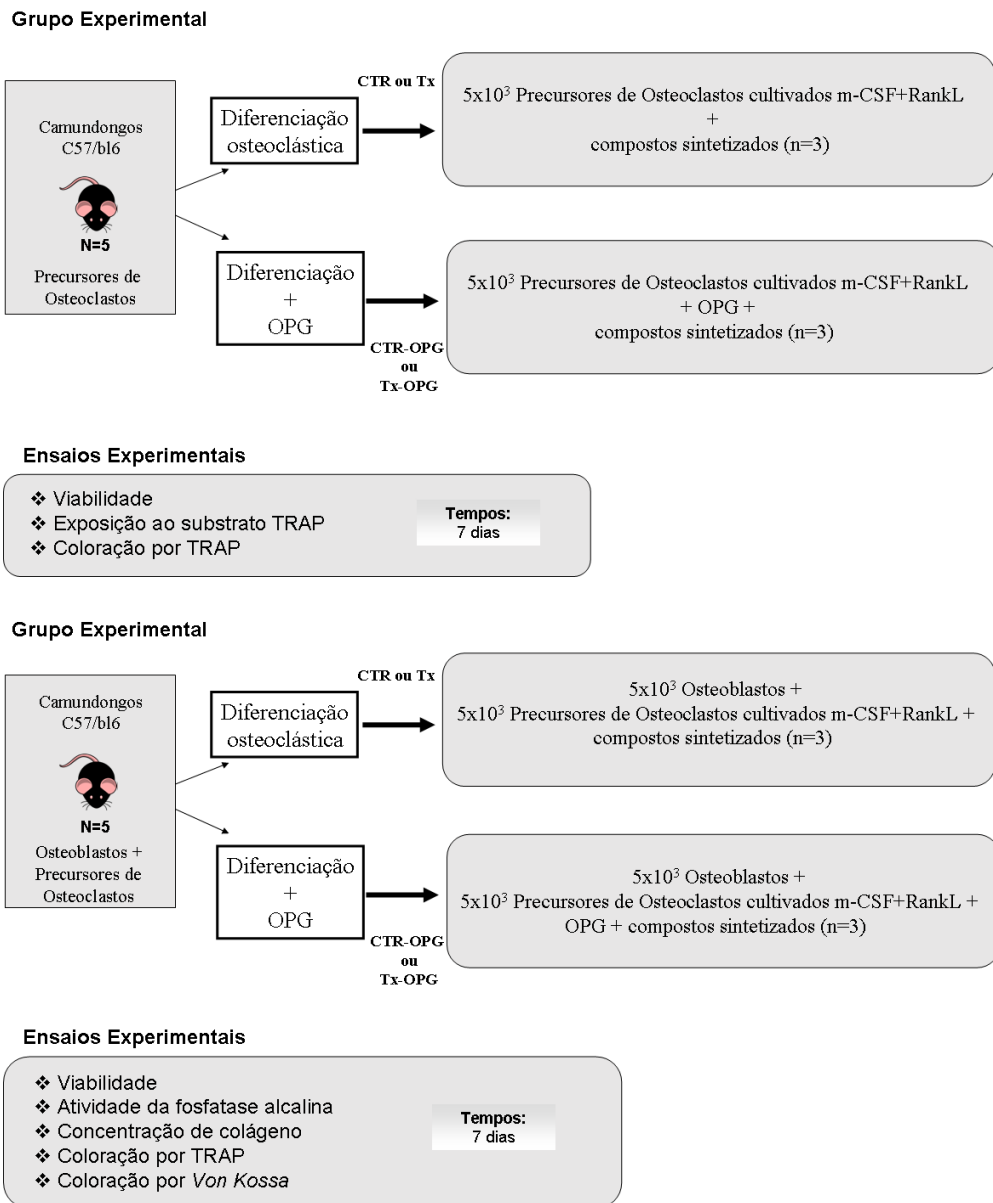 Grupo Experimental
Camundongos
C57/bl6
N=5
Precursores de
Osteoclastos
Diferenciação
osteoclástica
CTR ou Tx
5x10³ Precursores de Osteoclastos cultivados m-CSF+RankL
+
compostos sintetizados (n=3)
Diferenciação
+
OPG
CTR-OPG
ou
Tx-OPG
5x10³ Precursores de Osteoclastos cultivados m-CSF+RankL
+ OPG +
compostos sintetizados (n=3)
Ensaios Experimentais
❖ Viabilidade
❖ Exposição ao substrato TRAP
❖ Coloração por TRAP
Tempos:
7 dias
Grupo Experimental
Camundongos
C57/bl6
N=5
Osteoblastos +
Precursores de
Osteoclastos
Diferenciação
osteoclástica
CTR ou Tx
5x10³ Osteoblastos +
5x10³ Precursores de Osteoclastos cultivados m-CSF+RankL +
compostos sintetizados (n=3)
Diferenciação
+
OPG
CTR-OPG
ou
Tx-OPG
5x10³ Osteoblastos +
5x10³ Precursores de Osteoclastos cultivados m-CSF+RankL +
OPG + compostos sintetizados (n=3)
Ensaios Experimentais
❖ Viabilidade
❖ Atividade da fosfatase alcalina
❖ Concentração de colágeno
❖ Coloração por TRAP
❖ Coloração por Von Kossa
Tempos:
7 dias